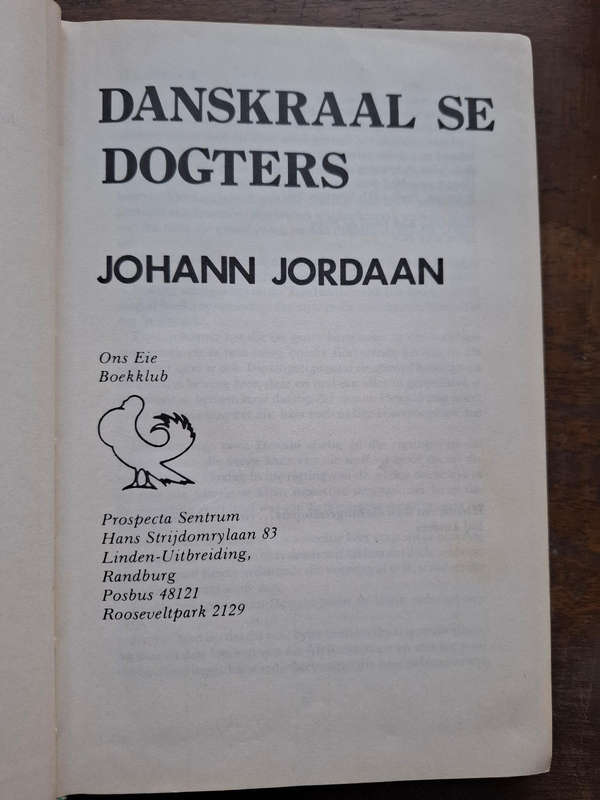 DANSKRAAL SE
DOGTERS
JOHANN JORDAAN
Ons Eie
Boekklub
Prospecta Sentrum
Hans Strijdomrylaan 83
Linden-Uitbreiding,
Randburg
Posbus 48121
Rooseveltpark 2129